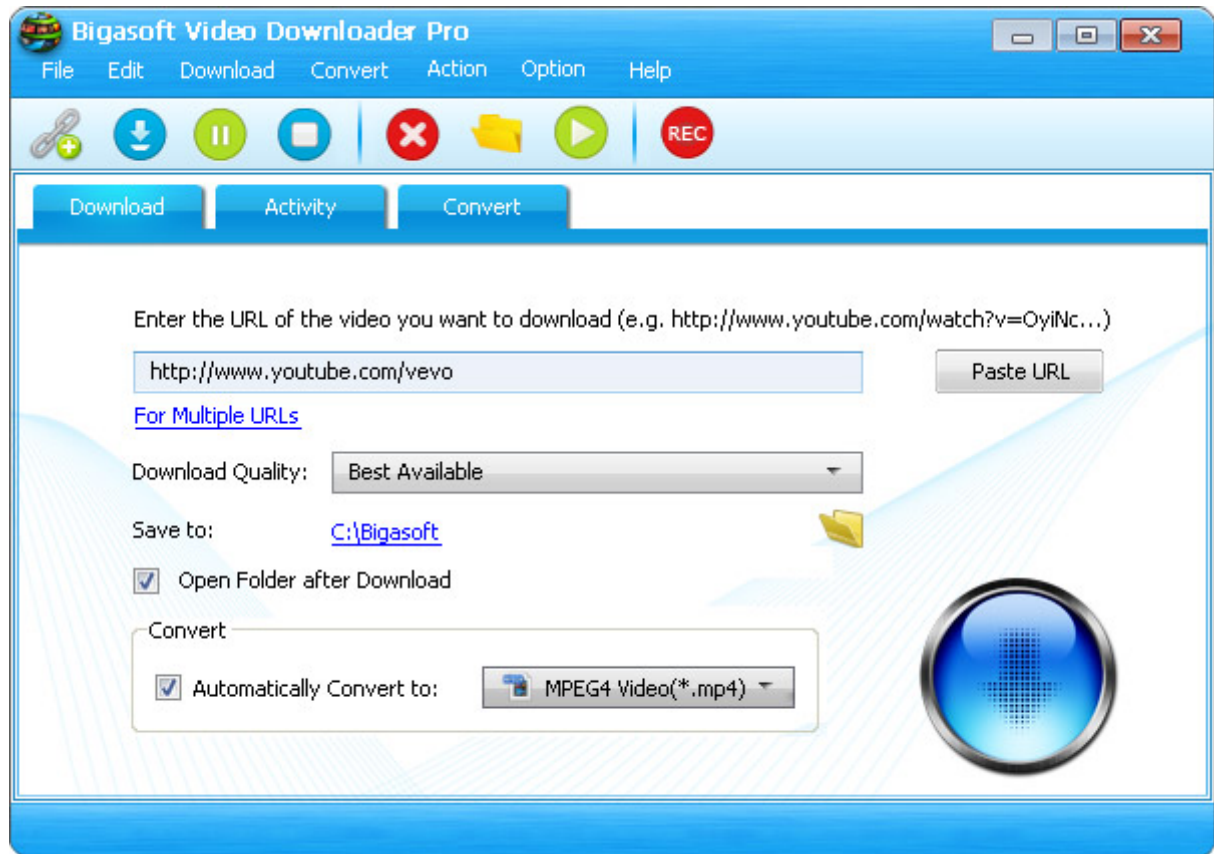 Bigasoft Video Downloader Pro
File Edit Download Convert Action Option Help
REC
Download Activity Convert
Enter the URL of the video you want to download (e.g. http://www.youtube.com/watch?v=OyiNc...)
http://www.youtube.com/vevo Paste URL
For Multiple URLs
Download Quality: Best Available
Save to: C:\Bigasoft
Open Folder after Download
Convert
Automatically Convert to: MPEG4 Video(*.mp4)